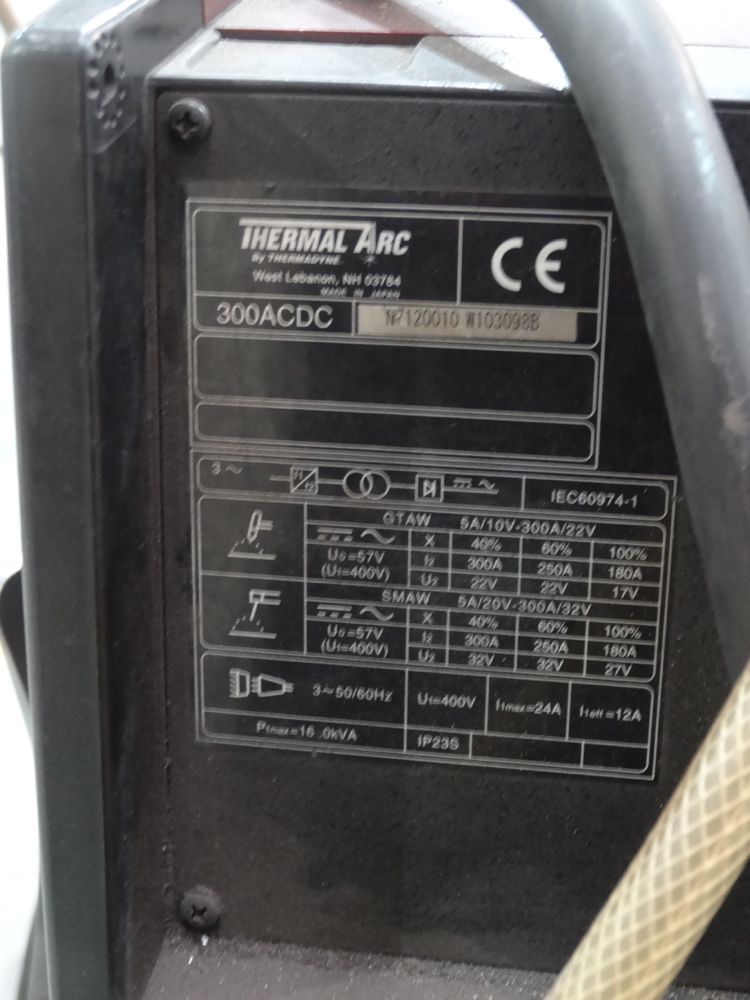 THERMAL ARC
By THERMADYNE
West Lebanon, NH 03784
MADE IN JAPAN
CE
300ACDC
Nº7120010 W103098B
3~
f1
f2
IEC60974-1
GTAW 5A/10V-300A/22V
X 40% 60% 100%
U0=57V
(U1=400V)
I2 300A 250A 180A
U2 22V 22V 17V
SMAW 5A/20V-300A/32V
X 40% 60% 100%
U0=57V
(U1=400V)
I2 300A 250A 180A
U2 32V 32V 27V
3~50/60Hz U1=400V I1max=24A I1eff=12A
P1max=16.0kVA IP23S